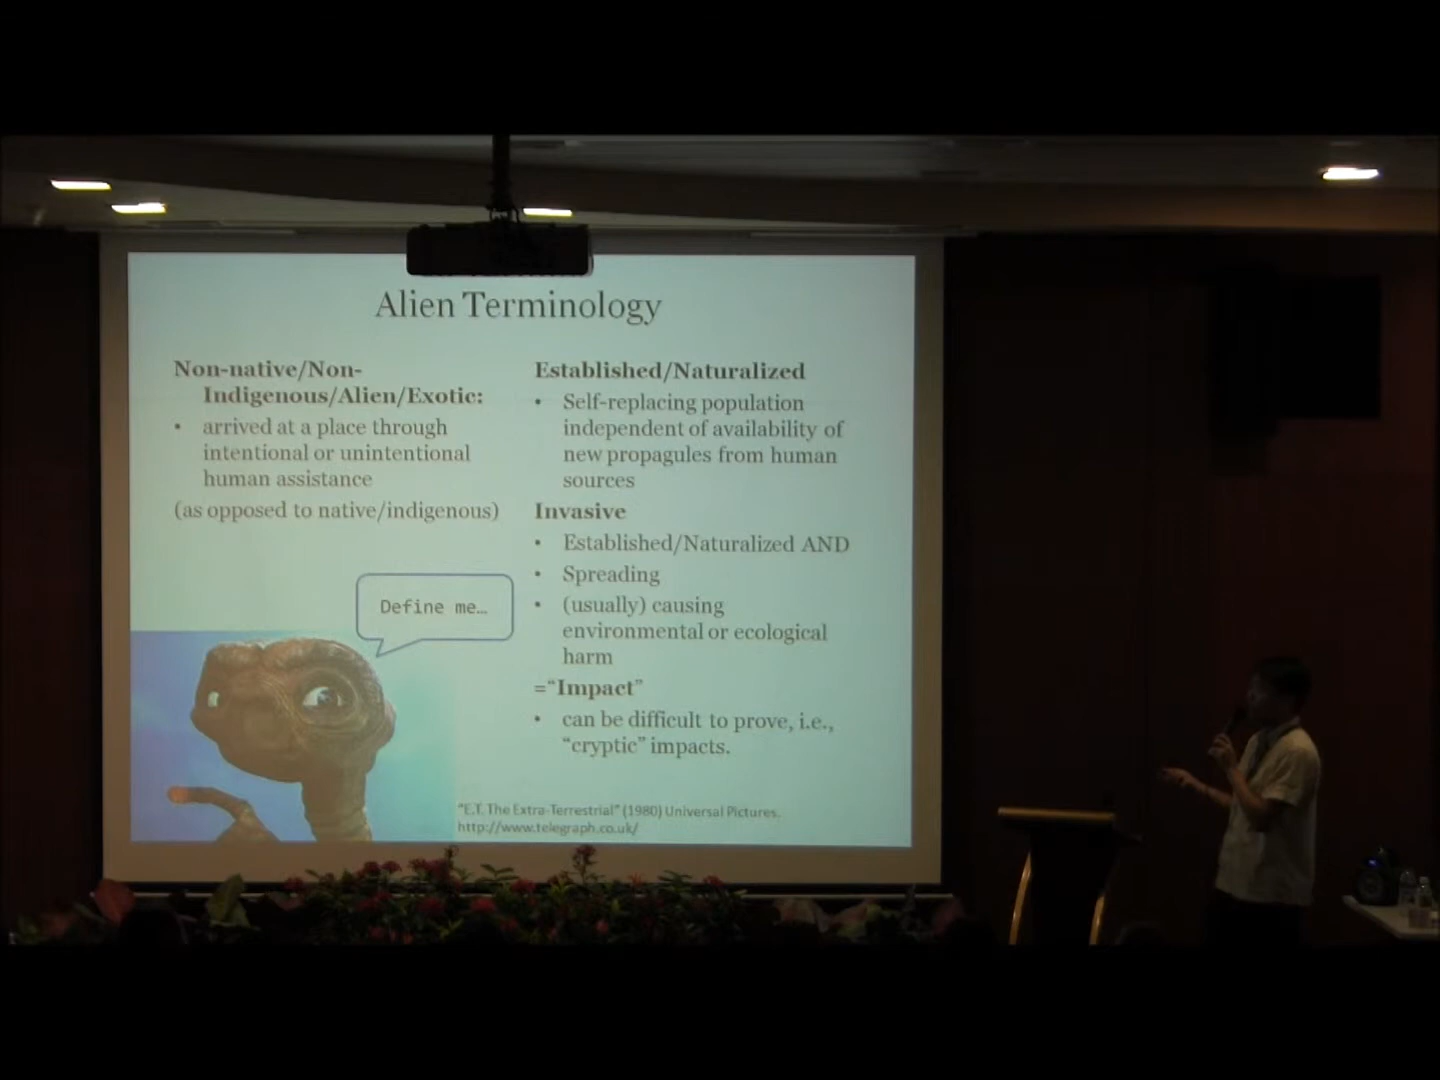 Alien Terminology
Non-native/Non-
Indigenous/Alien/Exotic:
• arrived at a place through
intentional or unintentional
human assistance
(as opposed to native/indigenous)
Define me…
Established/Naturalized
• Self-replacing population
independent of availability of
new propagules from human
sources
Invasive
• Established/Naturalized AND
• Spreading
• (usually) causing
environmental or ecological
harm
=“Impact”
• can be difficult to prove, i.e.,
“cryptic” impacts.
“E.T. The Extra-Terrestrial” (1980) Universal Pictures.
http://www.telegraph.co.uk/